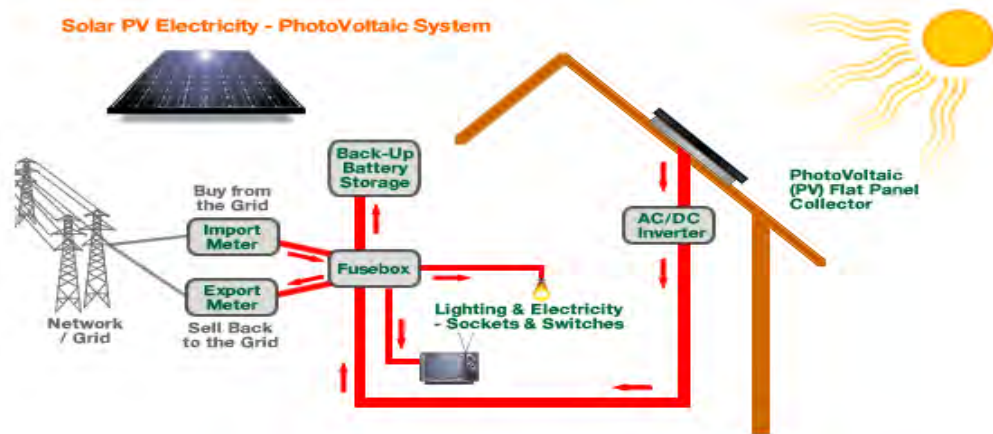 Solar PV Electricity - PhotoVoltaic System
Back-Up
Battery
Storage
Buy from
the Grid
Import
Meter
Fusebox
Export
Meter
Sell Back
to the Grid
Network
/ Grid
Lighting & Electricity
- Sockets & Switches
AC/DC
Inverter
PhotoVoltaic
(PV) Flat Panel
Collector